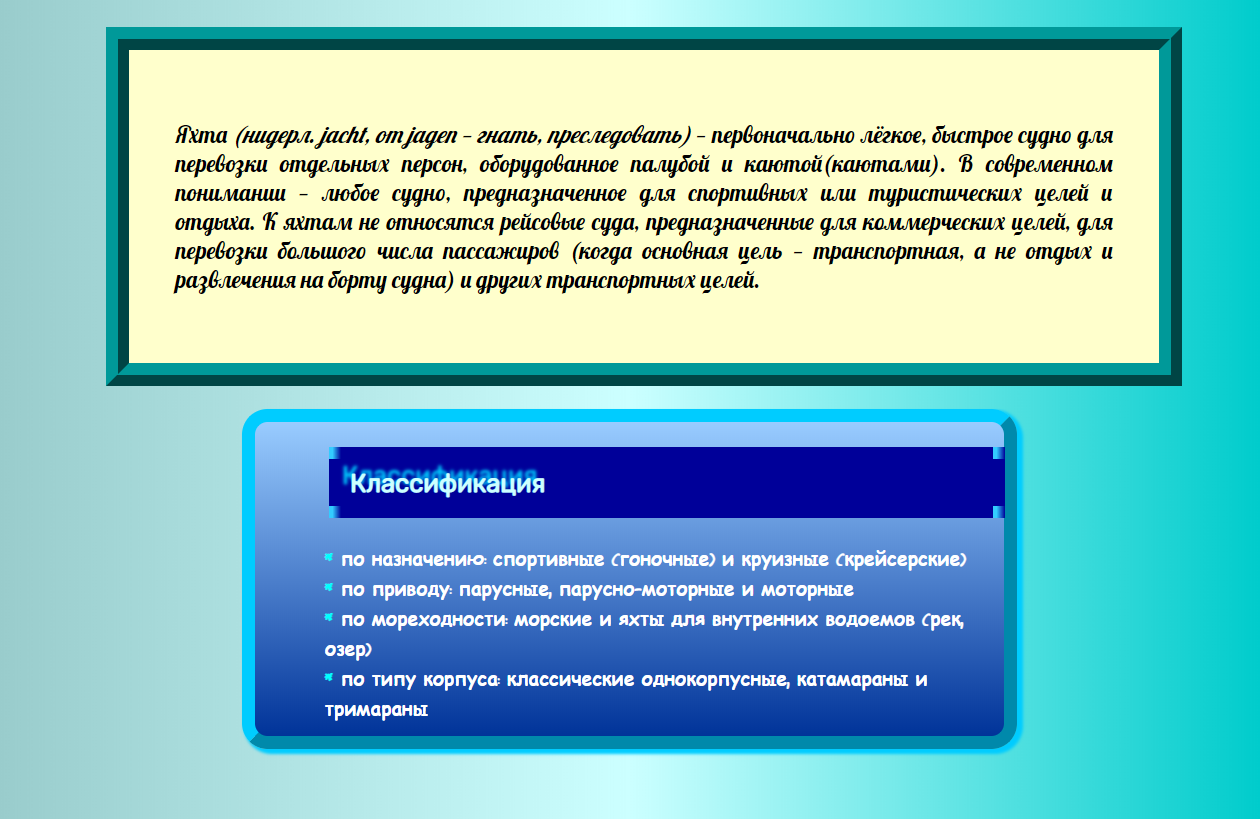 Яхта (нидерл. jacht, от jagen – гнать, преследовать) – первоначально лёгкое, быстрое судно для
перевозки отдельных персон, оборудованное палубой и каютой(каютами). В современном
понимании – любое судно, предназначенное для спортивных или туристических целей и
отдыха. К яхтам не относятся рейсовые суда, предназначенные для коммерческих целей, для
перевозки большого числа пассажиров (когда основная цель – транспортная, а не отдых и
развлечения на борту судна) и других транспортных целей.
Классификация
* по назначению: спортивные (гоночные) и круизные (крейсерские)
* по приводу: парусные, парусно-моторные и моторные
* по мореходности: морские и яхты для внутренних водоемов (рек,
озер)
* по типу корпуса: классические однокорпусные, катамараны и
тримараны